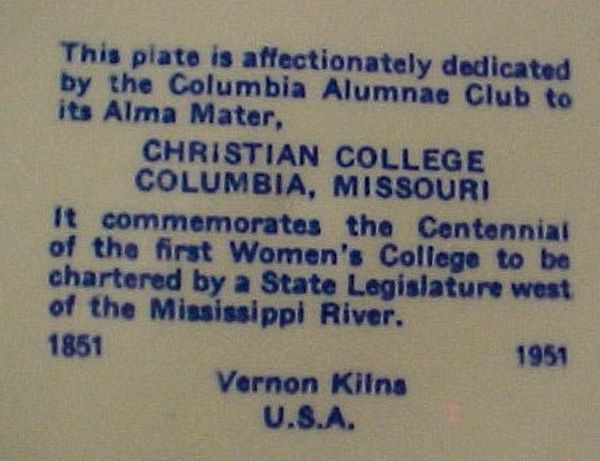 This plate is affectionately dedicated
by the Columbia Alumnae Club to
its Alma Mater,
CHRISTIAN COLLEGE
COLUMBIA, MISSOURI
It commemorates the Centennial
of the first Women's College to be
chartered by a State Legislature west
of the Mississippi River.
1851 1951
Vernon Kilns
U.S.A.